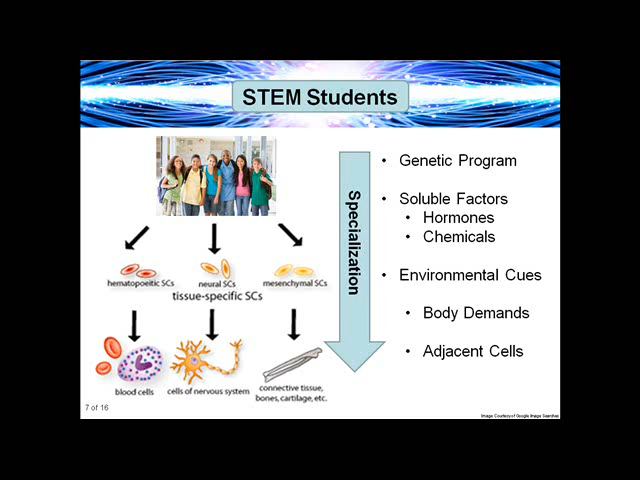 STEM Students
hematopoeitic SCs
neural SCs
mesenchymal SCs
tissue-specific SCs
blood cells
cells of nervous system
connective tissue,
bones, cartilage, etc.
Specialization
• Genetic Program
• Soluble Factors
• Hormones
• Chemicals
• Environmental Cues
• Body Demands
• Adjacent Cells
7 of 16
Image Courtesy of Google Image Searches